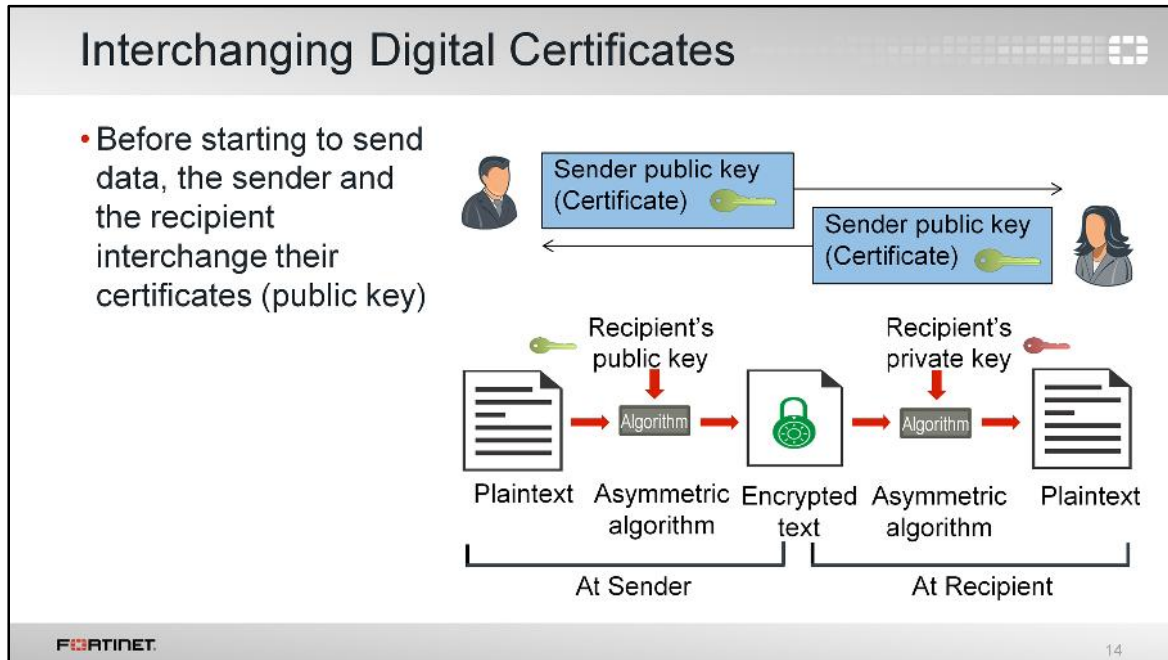 Interchanging Digital Certificates
• Before starting to send
data, the sender and
the recipient
interchange their
certificates (public key)
Sender public key
(Certificate)
Sender public key
(Certificate)
Recipient's
public key
Recipient's
private key
Algorithm
Algorithm
Plaintext
Asymmetric
algorithm
Encrypted
text
Asymmetric
algorithm
Plaintext
At Sender
At Recipient
FORTINET.
14